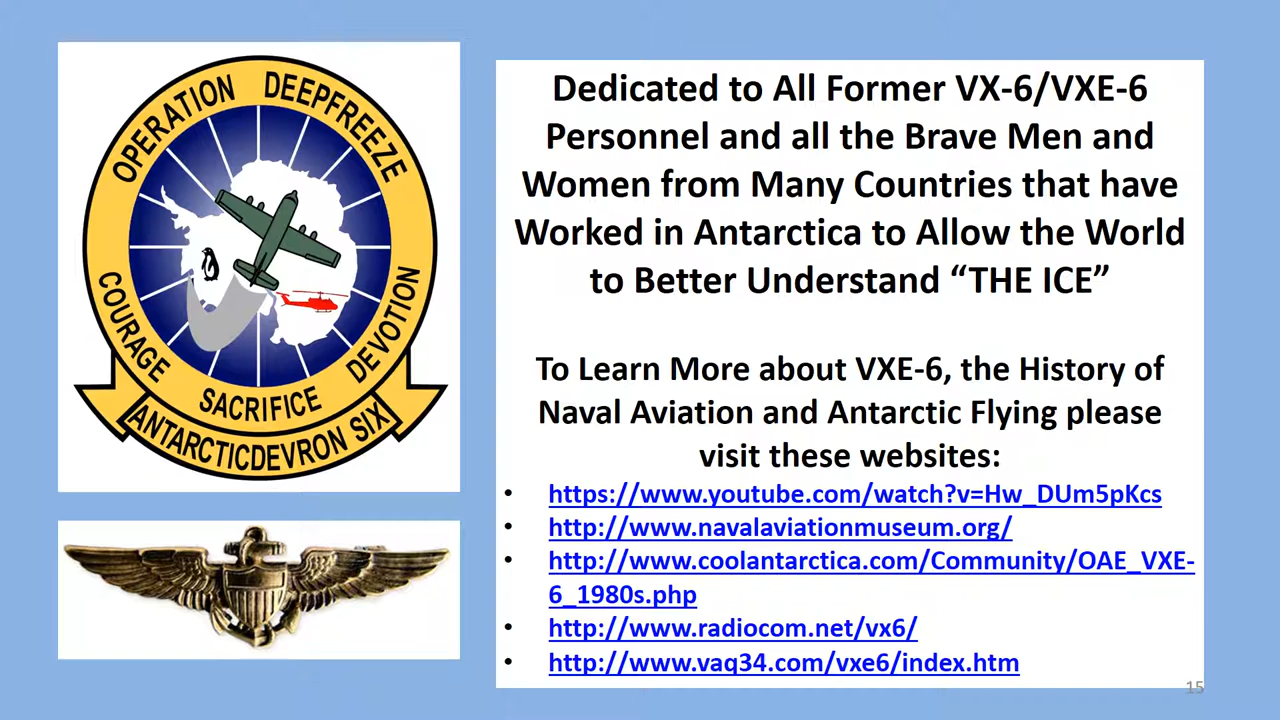 OPERATION DEEPFREEZE
COURAGE SACRIFICE DEVOTION
ANTARCTICDEVRON SIX
Dedicated to All Former VX-6/VXE-6
Personnel and all the Brave Men and
Women from Many Countries that have
Worked in Antarctica to Allow the World
to Better Understand “THE ICE”
To Learn More about VXE-6, the History of
Naval Aviation and Antarctic Flying please
visit these websites:
• https://www.youtube.com/watch?v=Hw_DUm5pKcs
• http://www.navalaviationmuseum.org/
• http://www.coolantarctica.com/Community/OAE_VXE-
6_1980s.php
• http://www.radiocom.net/vx6/
• http://www.vaq34.com/vxe6/index.htm
15